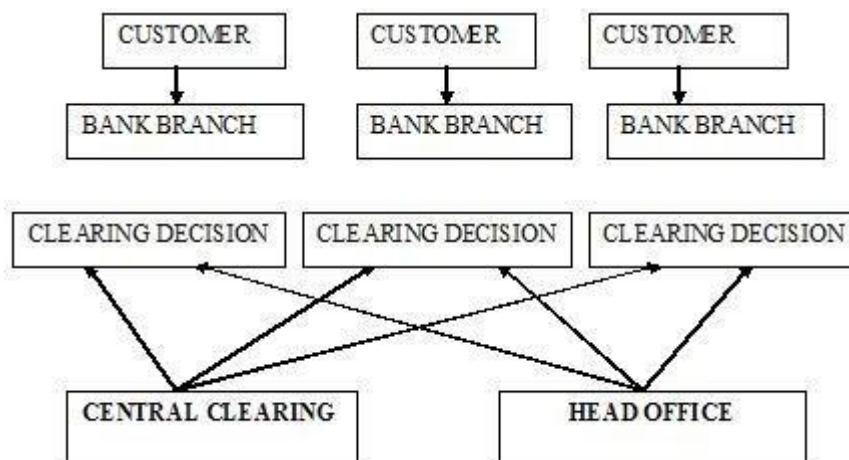 CUSTOMER
CUSTOMER
CUSTOMER
BANK BRANCH
BANK BRANCH
BANK BRANCH
CLEARING DECISION
CLEARING DECISION
CLEARING DECISION
CENTRAL CLEARING
HEAD OFFICE